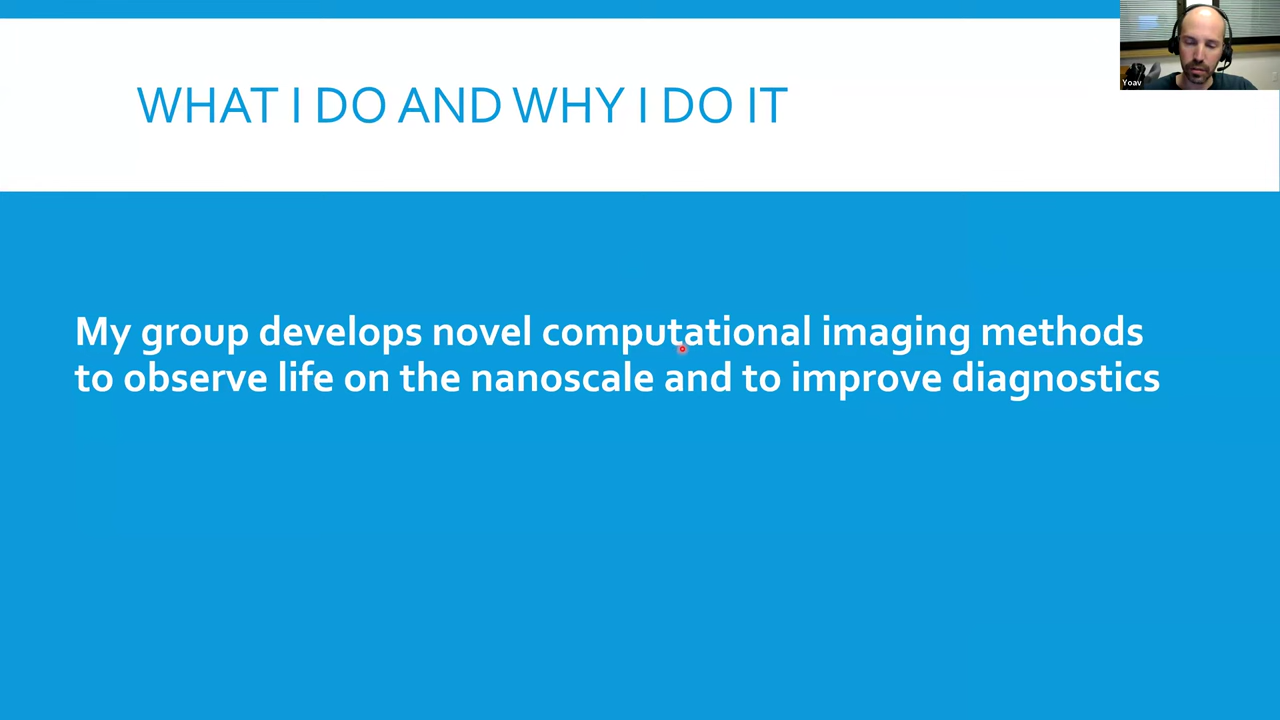 WHAT I DO AND WHY I DO IT
Yoav
My group develops novel computational imaging methods
to observe life on the nanoscale and to improve diagnostics